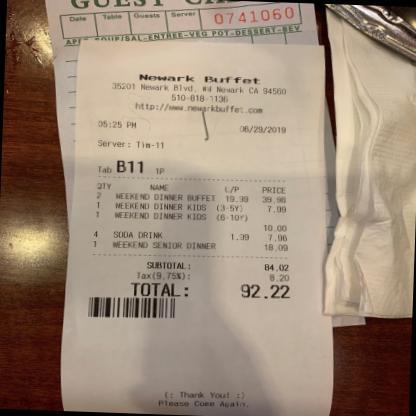 GUEST
Date Table Guests Server 0741060
APP-SOUP/SAL-ENTREE-VEG POT-DESSERT-BEV
Newark Buffet
35201 Newark Blvd, #d Newark CA 94560
510-818-1136
http://www.newarkbuffet.com
05:25 PM 06/29/2019
Server: Tim-11
Tab B11 1P
QTY NAME L/P PRICE
2 WEEKEND DINNER BUFFET 19.99 39.98
1 WEEKEND DINNER KIDS (3-5Y) 7.99
1 WEEKEND DINNER KIDS (6-10Y)
10.00
4 SODA DRINK 1.99 7.96
1 WEEKEND SENIOR DINNER 18.09
SUBTOTAL: 84.02
Tax(9.75%): 8.20
TOTAL: 92.22
(: Thank You! :)
Please Come Again.